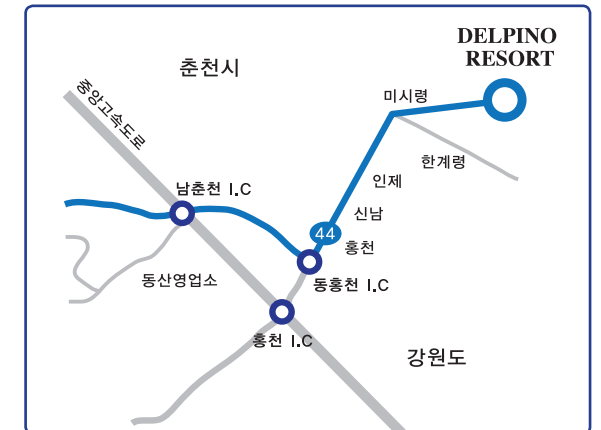 DELPINO
RESORT
춘천시
미시령
중앙고속도로
한계령
인제
남춘천 I.C
신남
44
홍천
동산영업소
동홍천 I.C
홍천 I.C
강원도